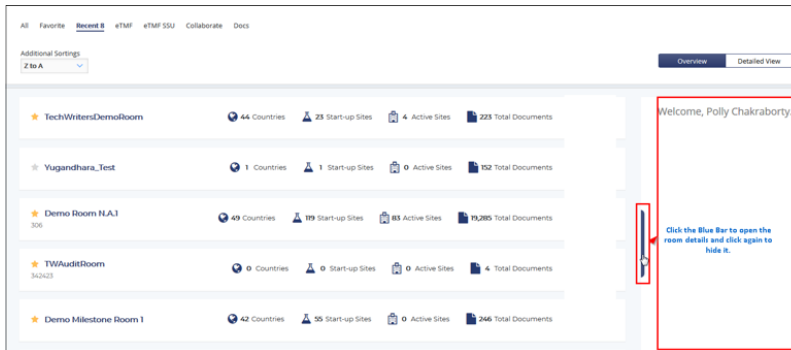 All Favorite Recent 8 eTMF eTMF SSU Collaborate Docs
Additional Sortings
Z to A
Overview Detailed View
Welcome, Polly Chakraborty.
TechWritersDemoRoom 44 Countries 23 Start-up Sites 4 Active Sites 223 Total Documents
Yugandhara_Test 1 Countries 1 Start-up Sites 0 Active Sites 152 Total Documents
Demo Room N.A.1 49 Countries 119 Start-up Sites 83 Active Sites 19,285 Total Documents
306
Click the Blue Bar to open the
room details and click again to
hide it.
TWAuditRoom 0 Countries 0 Start-up Sites 0 Active Sites 4 Total Documents
342423
Demo Milestone Room 1 42 Countries 55 Start-up Sites 0 Active Sites 246 Total Documents